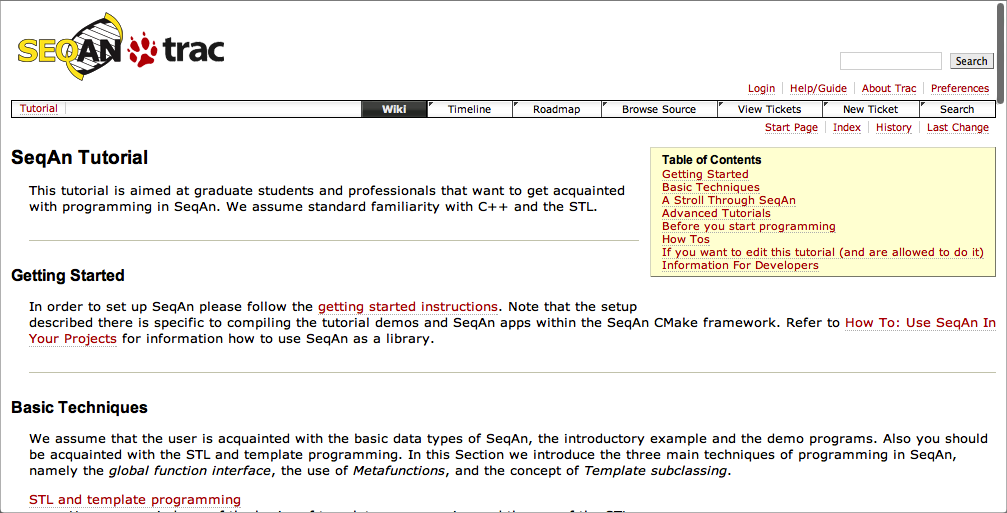 SEQAN trac
Search
Login Help/Guide About Trac Preferences
Tutorial Wiki Timeline Roadmap Browse Source View Tickets New Ticket Search
Start Page Index History Last Change
SeqAn Tutorial
This tutorial is aimed at graduate students and professionals that want to get acquainted
with programming in SeqAn. We assume standard familiarity with C++ and the STL.
Table of Contents
Getting Started
Basic Techniques
A Stroll Through SeqAn
Advanced Tutorials
Before you start programming
How Tos
If you want to edit this tutorial (and are allowed to do it)
Information For Developers
Getting Started
In order to set up SeqAn please follow the getting started instructions. Note that the setup
described there is specific to compiling the tutorial demos and SeqAn apps within the SeqAn CMake framework. Refer to How To: Use SeqAn In
Your Projects for information how to use SeqAn as a library.
Basic Techniques
We assume that the user is acquainted with the basic data types of SeqAn, the introductory example and the demo programs. Also you should
be acquainted with the STL and template programming. In this Section we introduce the three main techniques of programming in SeqAn,
namely the global function interface, the use of Metafunctions, and the concept of Template subclassing.
STL and template programming